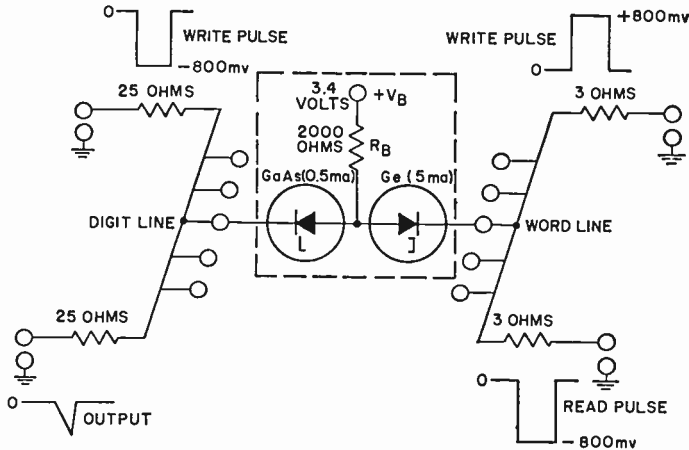 0
WRITE PULSE
-800mv
25 OHMS
3.4
VOLTS
+VB
2000
OHMS
RB
GaAs(0.5ma)
Ge (5ma)
DIGIT LINE
25 OHMS
0
OUTPUT
+800mv
WRITE PULSE
0
3 OHMS
WORD LINE
3 OHMS
0
READ PULSE
-800mv